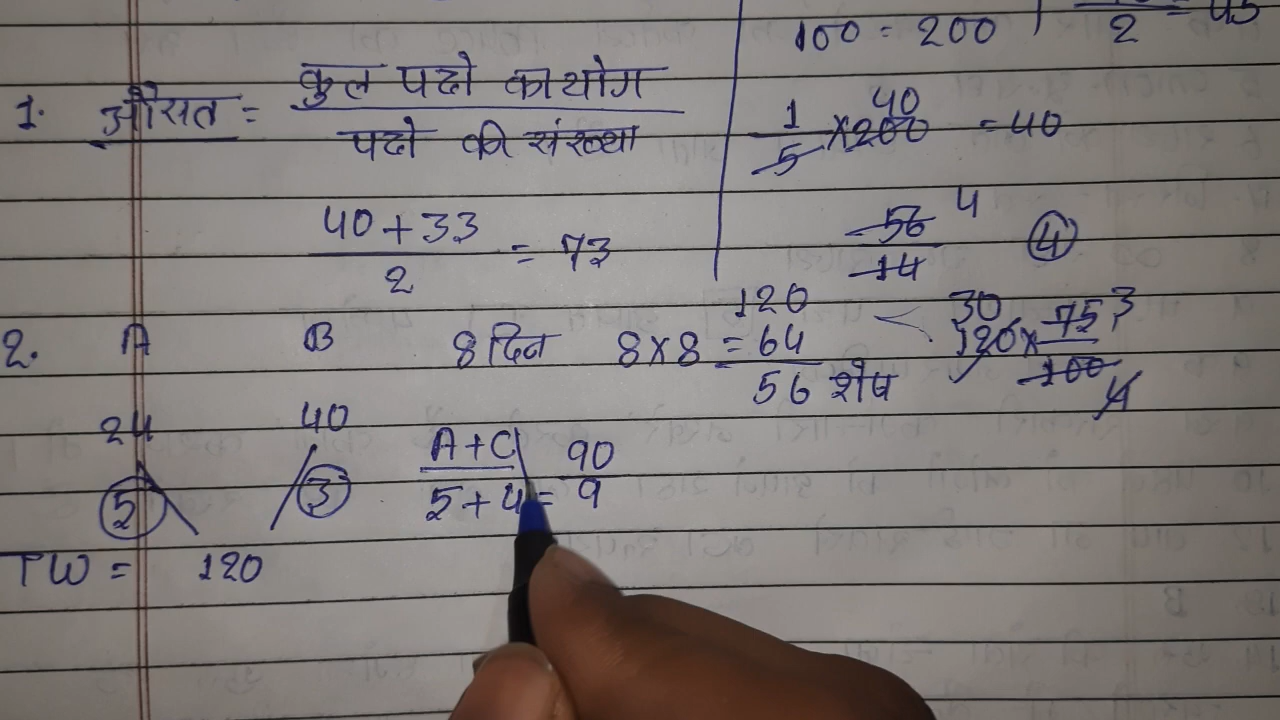 100 = 200
2 = 45
1. औसत = कुल पदो का योग
पदो की संख्या
1 40
5 ×200 = 40
40+33
2 = 73
56 4
14 4
2. A B 8 दिन 8×8 = 64
120
56 शेष
30
120× 75 3
100 4
24 40
5 3
A+C 90
5+4 = 9
TW = 120